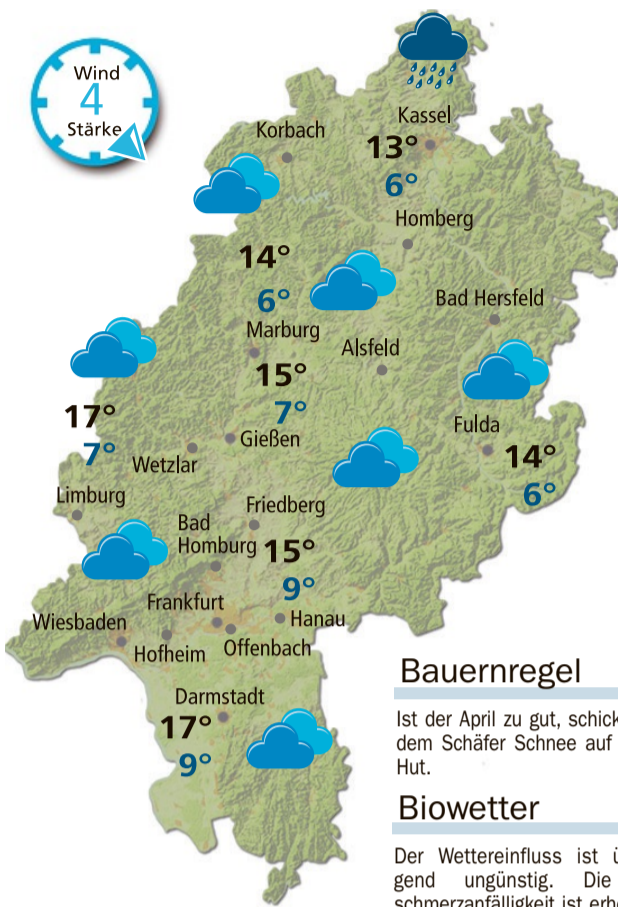 Wind
4
Stärke
Kassel
Korbach
13°
6°
Homberg
14°
6°
Bad Hersfeld
Marburg
Alsfeld
15°
7°
17°
7°
Gießen
Fulda
Wetzlar
14°
6°
Limburg
Friedberg
Bad
Homburg
15°
9°
Frankfurt
Hanau
Wiesbaden
Hofheim
Offenbach
Darmstadt
17°
9°
Bauernregel
Ist der April zu gut,
dem Schäfer Schnee auf
Hut.
Biowetter
Der Wettereinfluss ist
ungünstig. Die
ist